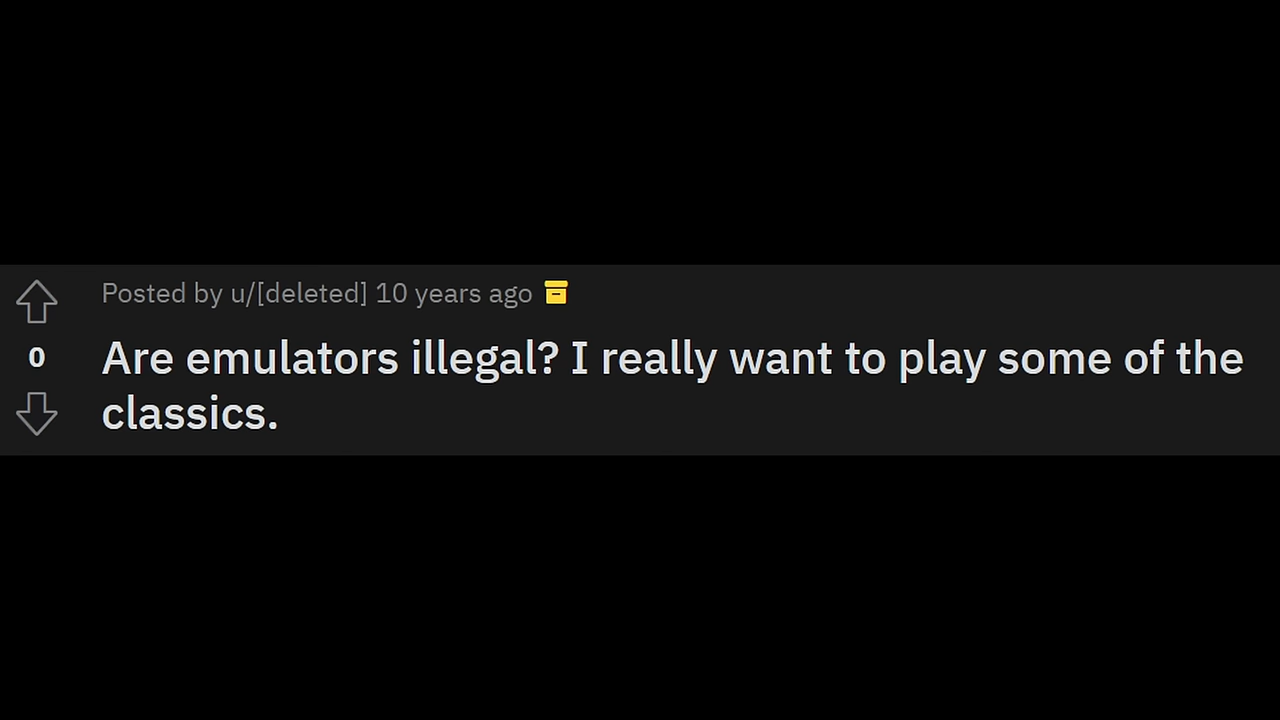 Posted by u/[deleted] 10 years ago
0
Are emulators illegal? I really want to play some of the
classics.